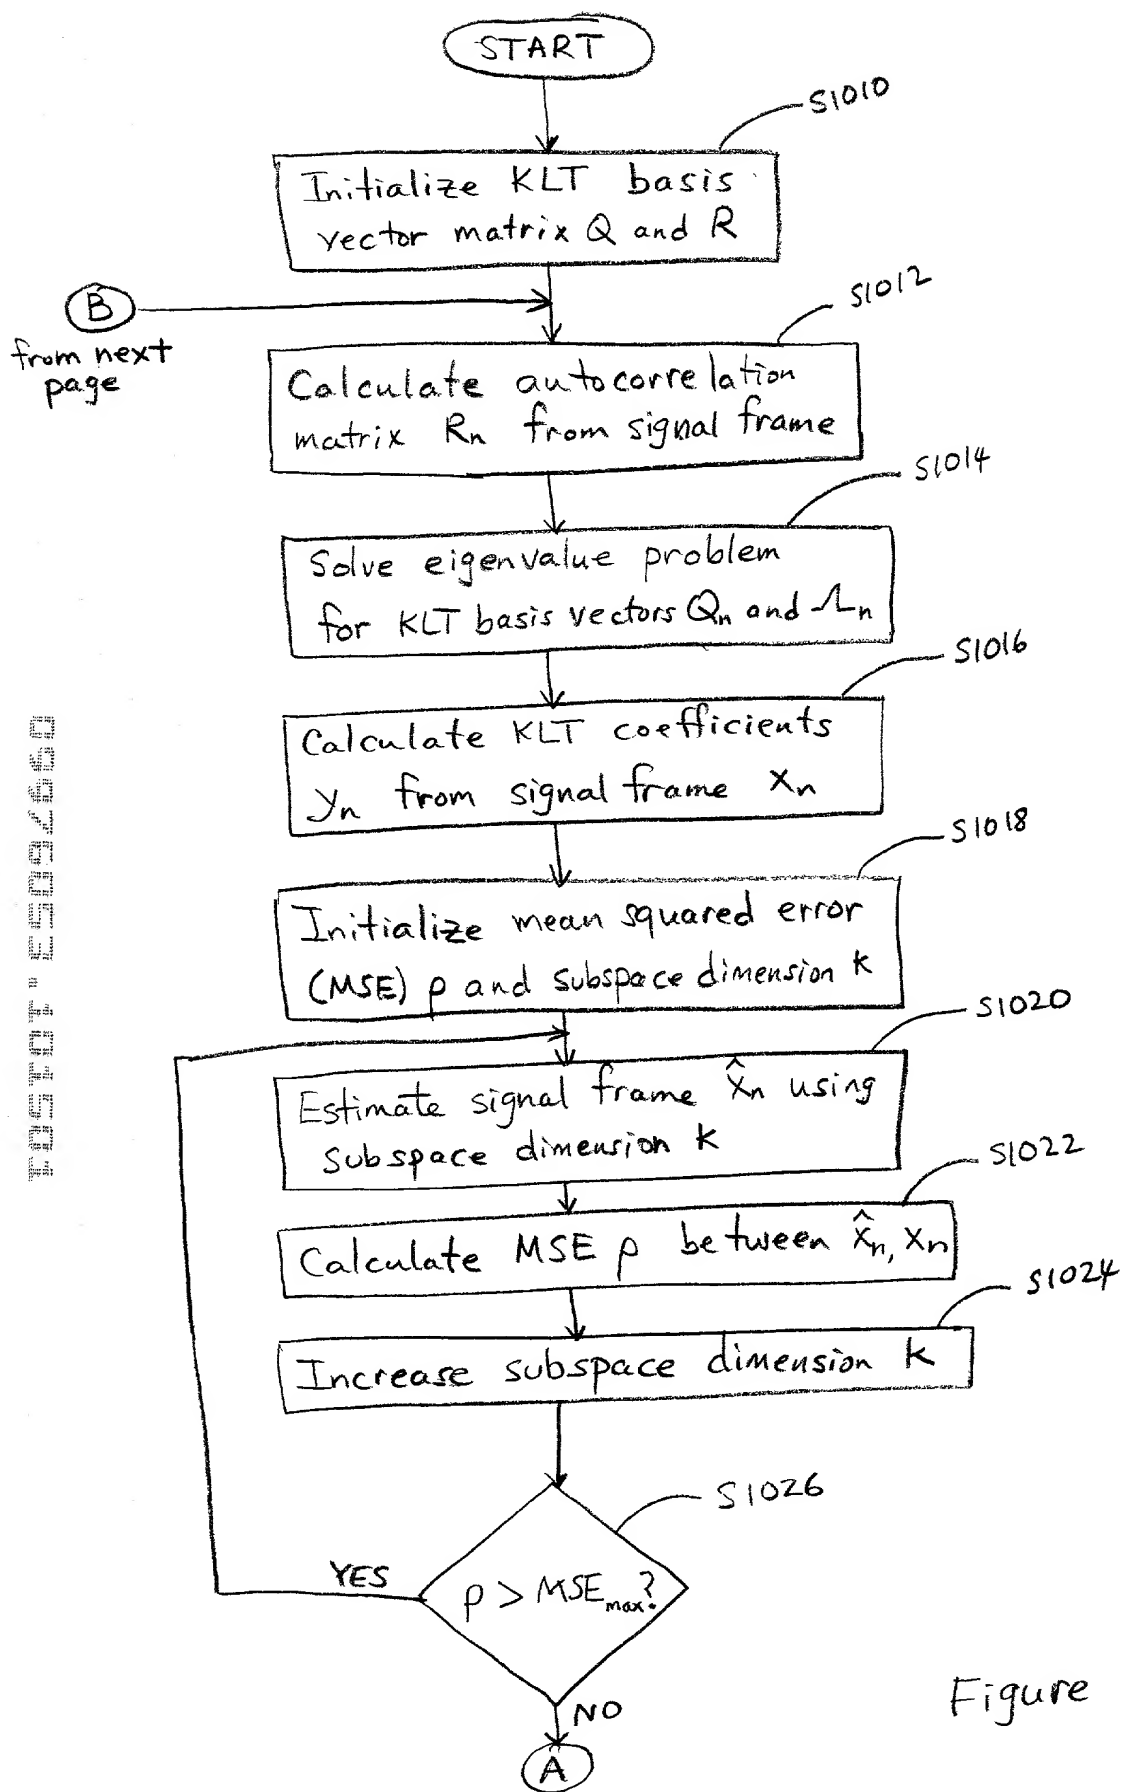 START
S1010
Initialize KLT basis
vector matrix Q and R
B
from next
page
S1012
Calculate autocorrelation
matrix Rn from signal frame
S1014
Solve eigenvalue problem
for KLT basis vectors Qn and Λn
S1016
Calculate KLT coefficients
yn from signal frame xn
S1018
Initialize mean squared error
(MSE) ρ and subspace dimension k
S1020
Estimate signal frame x̂n using
subspace dimension k
S1022
Calculate MSE ρ between x̂n, xn
S1024
Increase subspace dimension k
S1026
ρ > MSEmax?
YES
NO
A
Figure
09976053.101501